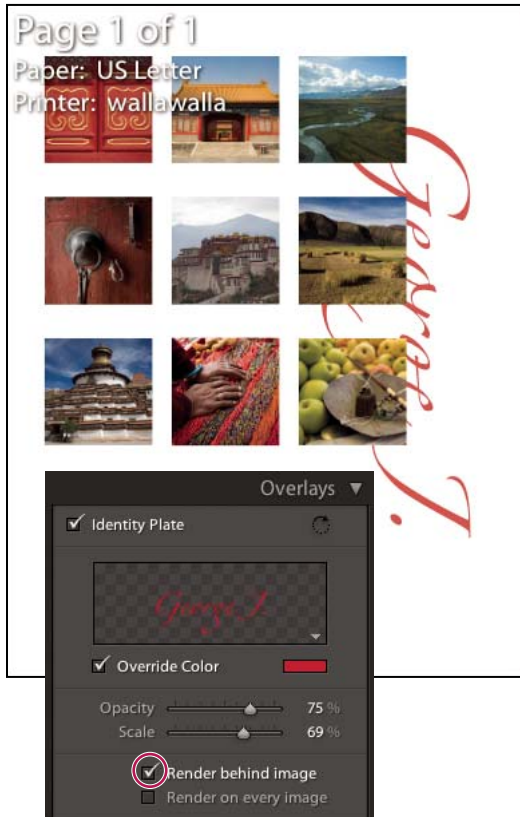 Page 1 of 1
Paper: US Letter
Printer: wallawalla
George J.
Overlays
Identity Plate
George J.
Override Color
Opacity 75 %
Scale 69 %
Render behind image
Render on every image